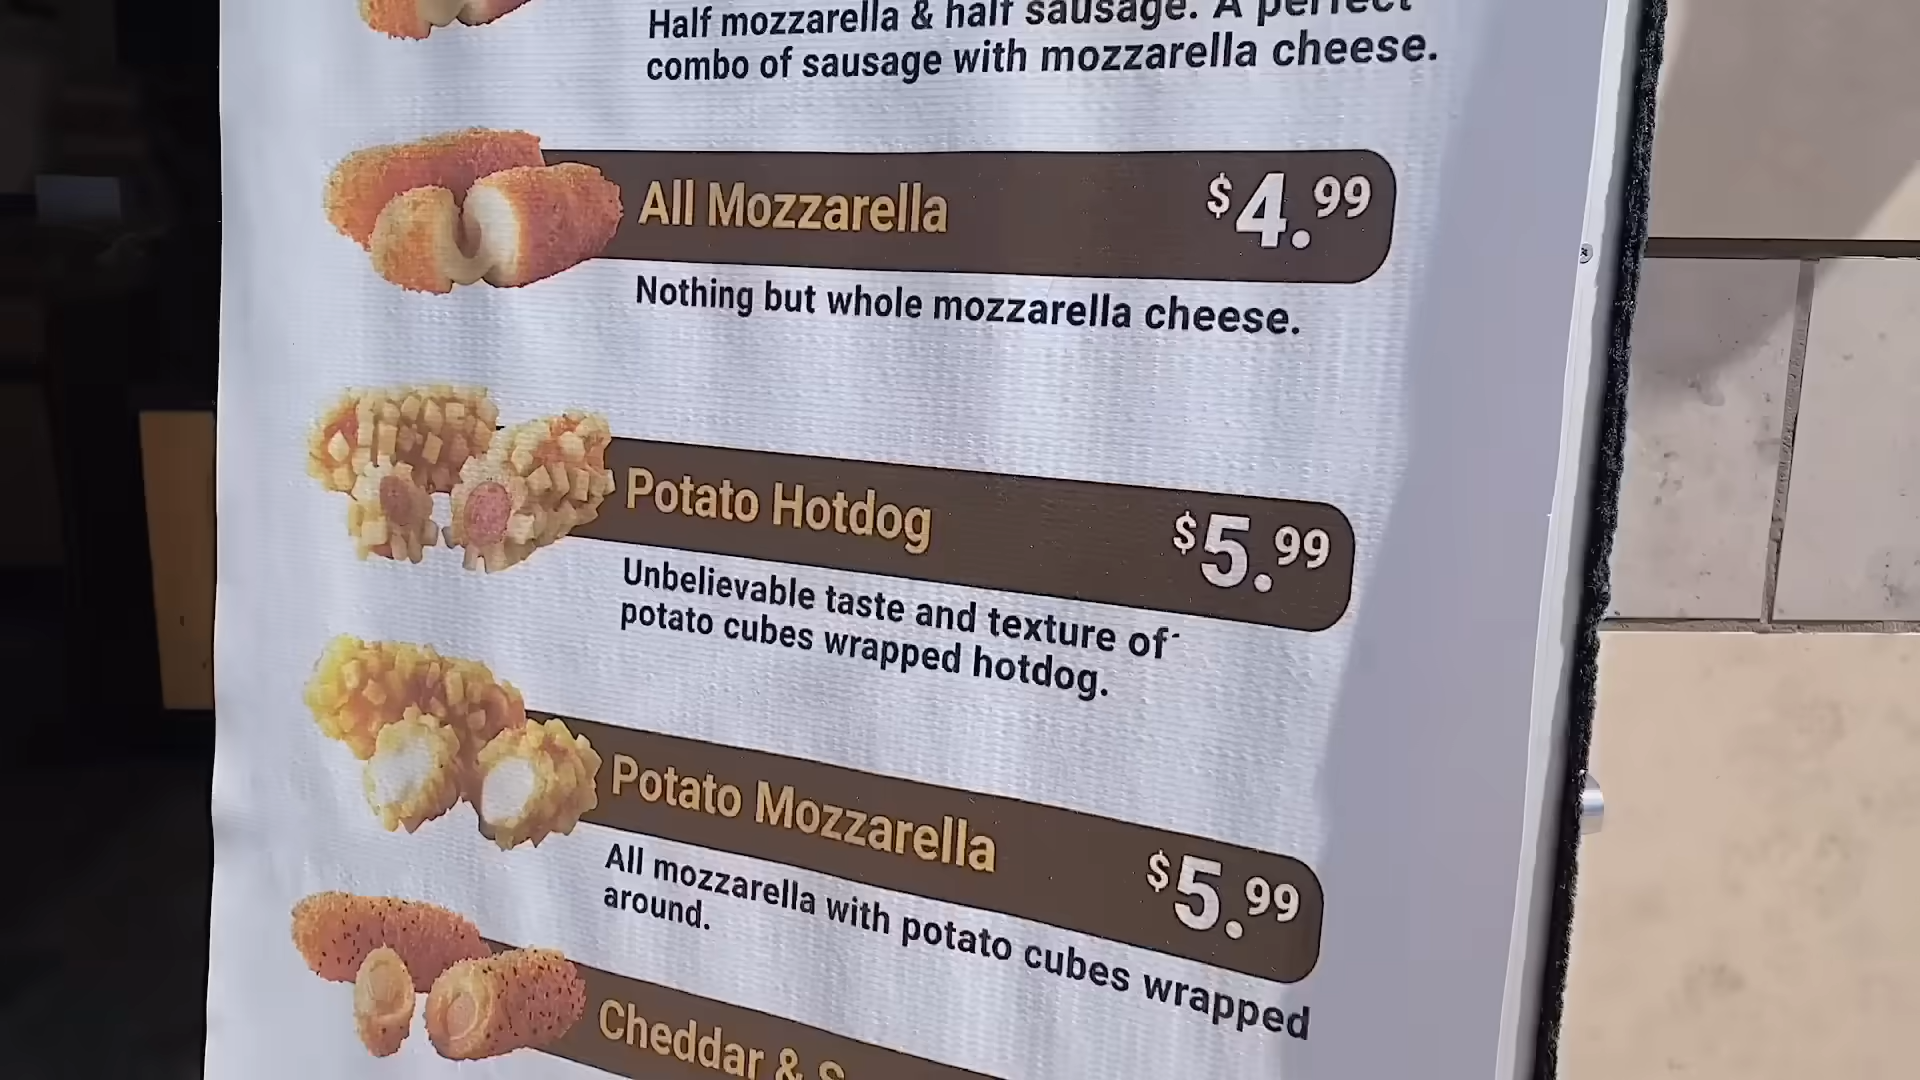 Half mozzarella & half sausage. A perfect
combo of sausage with mozzarella cheese.
All Mozzarella $4.99
Nothing but whole mozzarella cheese.
Potato Hotdog $5.99
Unbelievable taste and texture of
potato cubes wrapped hotdog.
Potato Mozzarella $5.99
All mozzarella with potato cubes wrapped
around.
Cheddar &